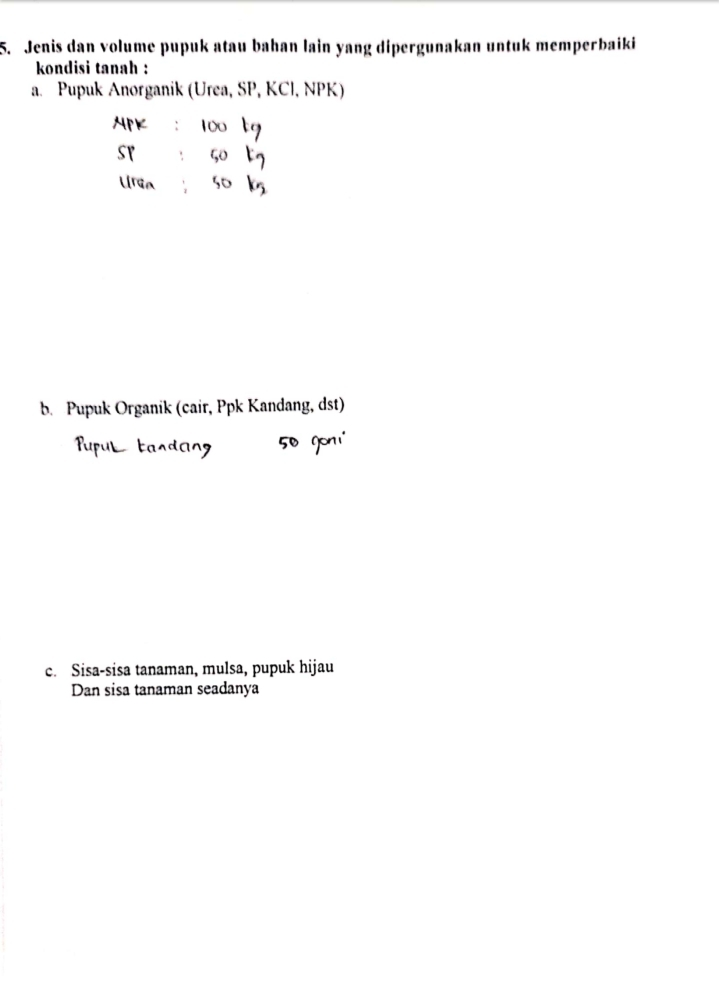 5. Jenis dan volume pupuk atau bahan lain yang dipergunakan untuk memperbaiki
kondisi tanah :
a. Pupuk Anorganik (Urea, SP, KCl, NPK)
NPK : 100 kg
SP : 50 kg
Urea : 50 kg
b. Pupuk Organik (cair, Ppk Kandang, dst)
Pupuk kandang 50 goni
c. Sisa-sisa tanaman, mulsa, pupuk hijau
Dan sisa tanaman seadanya